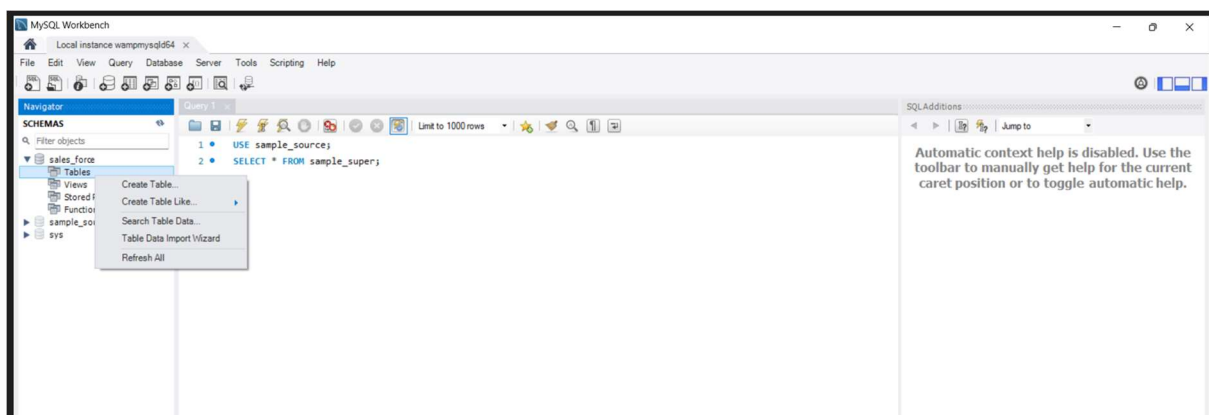 MySQL Workbench
Local instance wampmysqld64
File Edit View Query Database Server Tools Scripting Help
Navigator
SCHEMAS
Filter objects
sales_force
Tables
Views
Stored
Function
sample_sou
sys
Create Table...
Create Table Like...
Search Table Data...
Table Data Import Wizard
Refresh All
Query 1
Limit to 1000 rows
1 USE sample_source;
2 SELECT * FROM sample_super;
SQLAdditions
Jump to
Automatic context help is disabled. Use the
toolbar to manually get help for the current
caret position or to toggle automatic help.